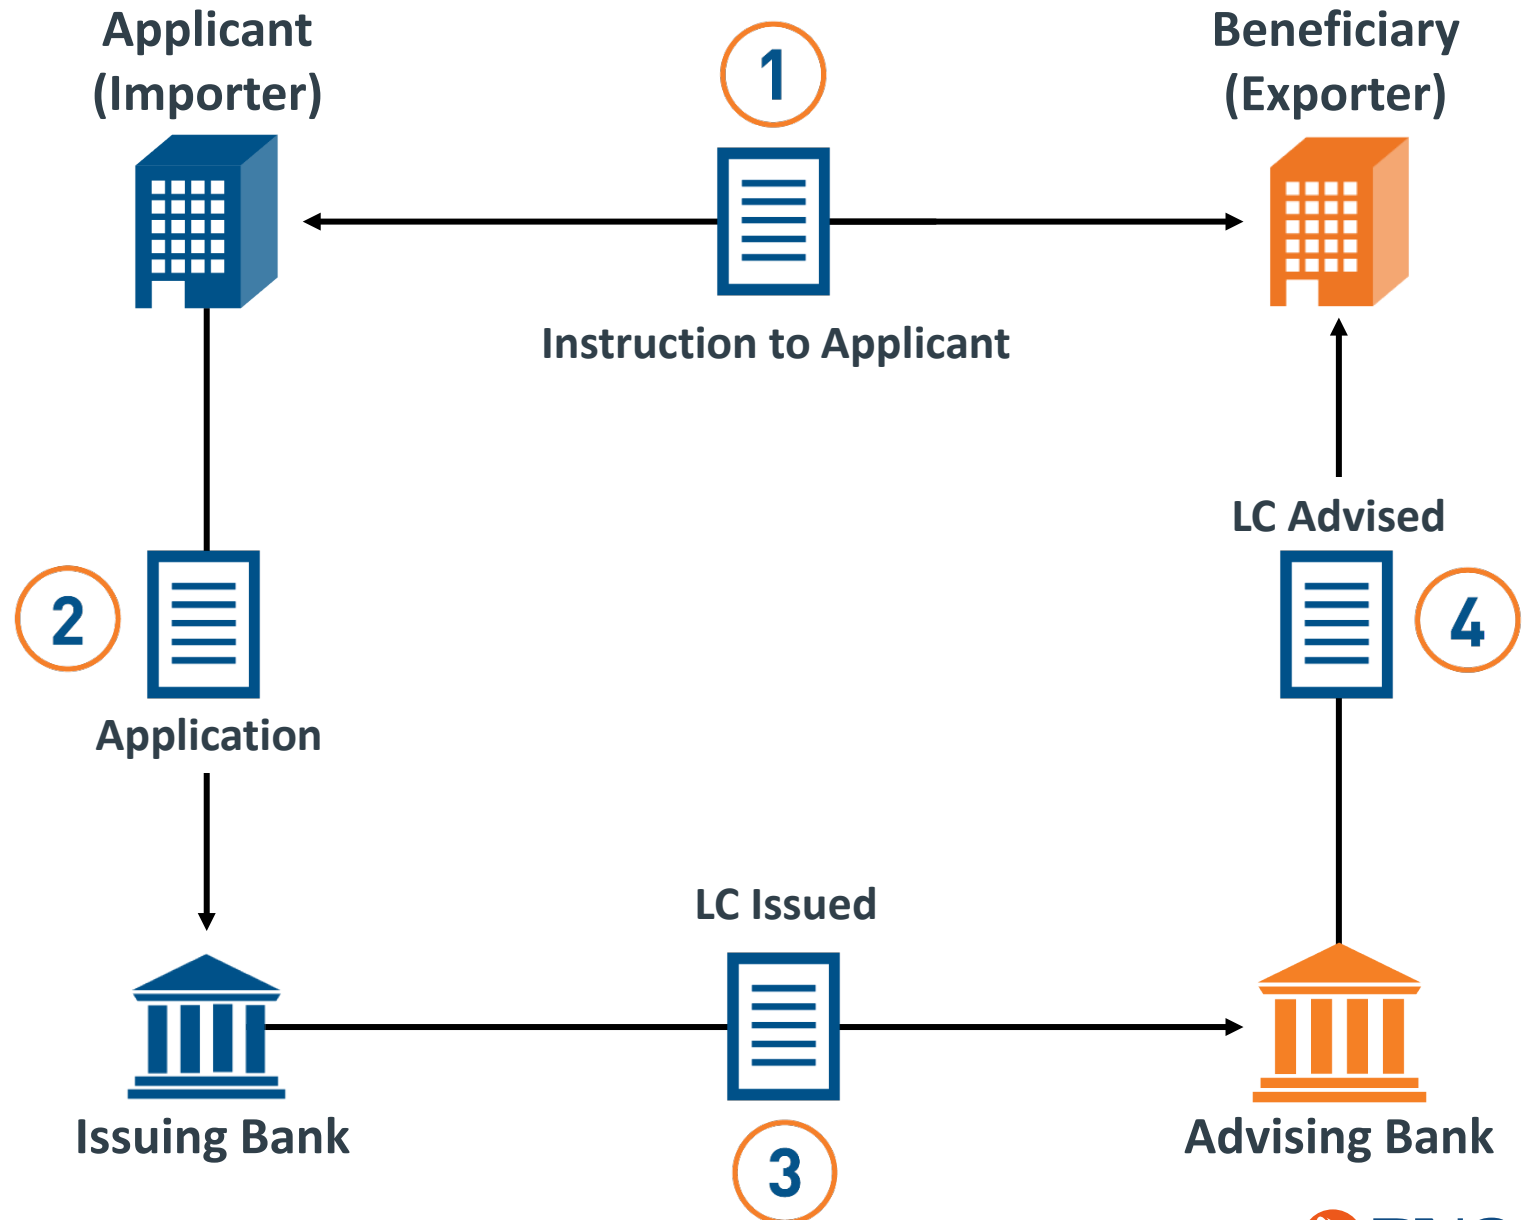 Applicant
(Importer)
1
Beneficiary
(Exporter)
Instruction to Applicant
LC Advised
2
4
Application
LC Issued
Issuing Bank
Advising Bank
3